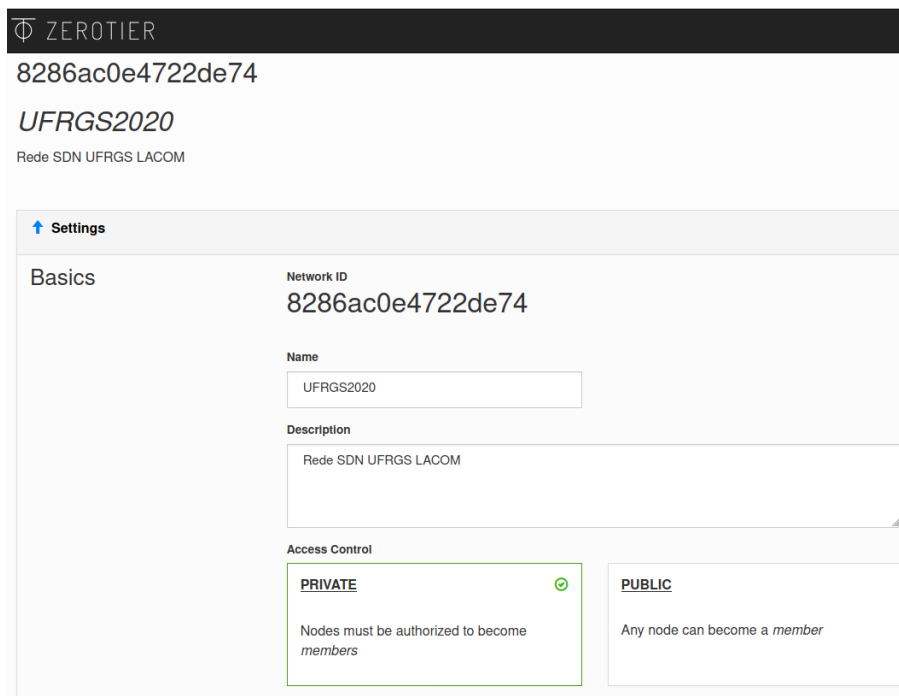 ZEROTIER
8286ac0e4722de74
UFRGS2020
Rede SDN UFRGS LACOM
Settings
Basics
Network ID
8286ac0e4722de74
Name
UFRGS2020
Description
Rede SDN UFRGS LACOM
Access Control
PRIVATE
Nodes must be authorized to become
members
PUBLIC
Any node can become a member